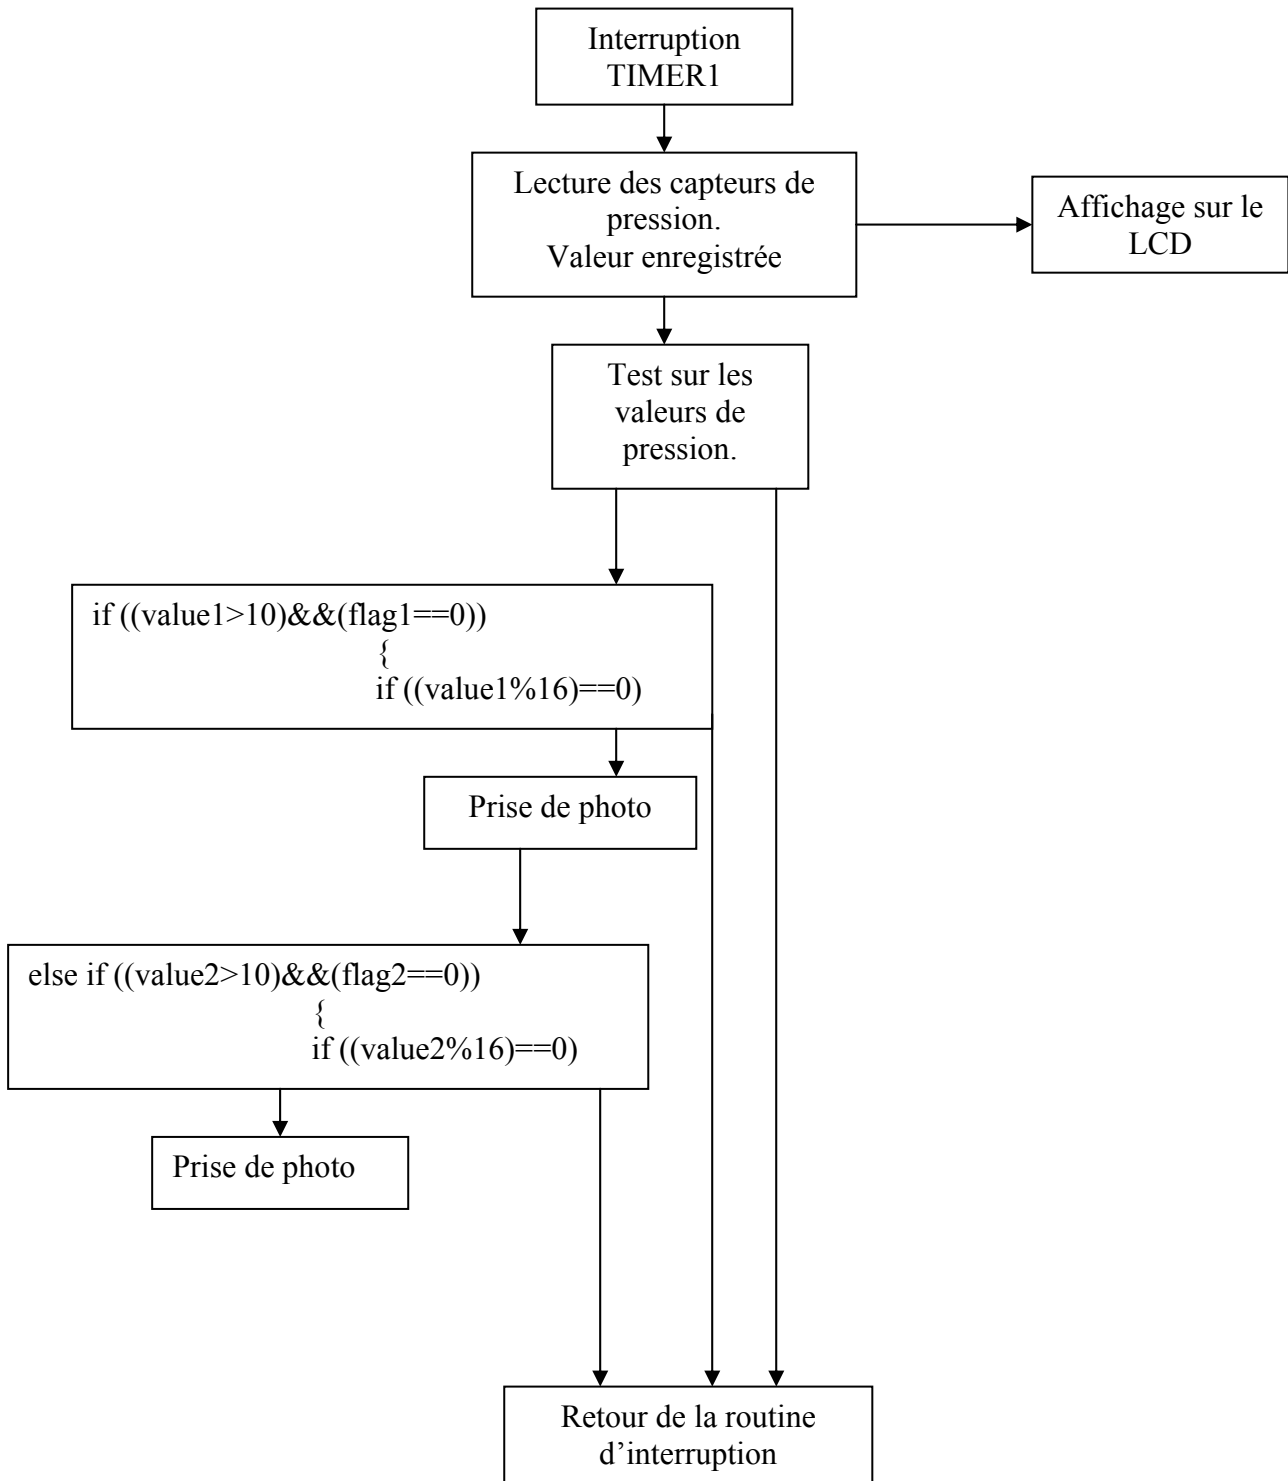 Interruption
TIMER1
Lecture des capteurs de
pression.
Valeur enregistrée
Affichage sur le
LCD
Test sur les
valeurs de
pression.
if ((value1>10)&&(flag1==0))
{
if ((value1%16)==0)
Prise de photo
else if ((value2>10)&&(flag2==0))
{
if ((value2%16)==0)
Prise de photo
Retour de la routine
d’interruption